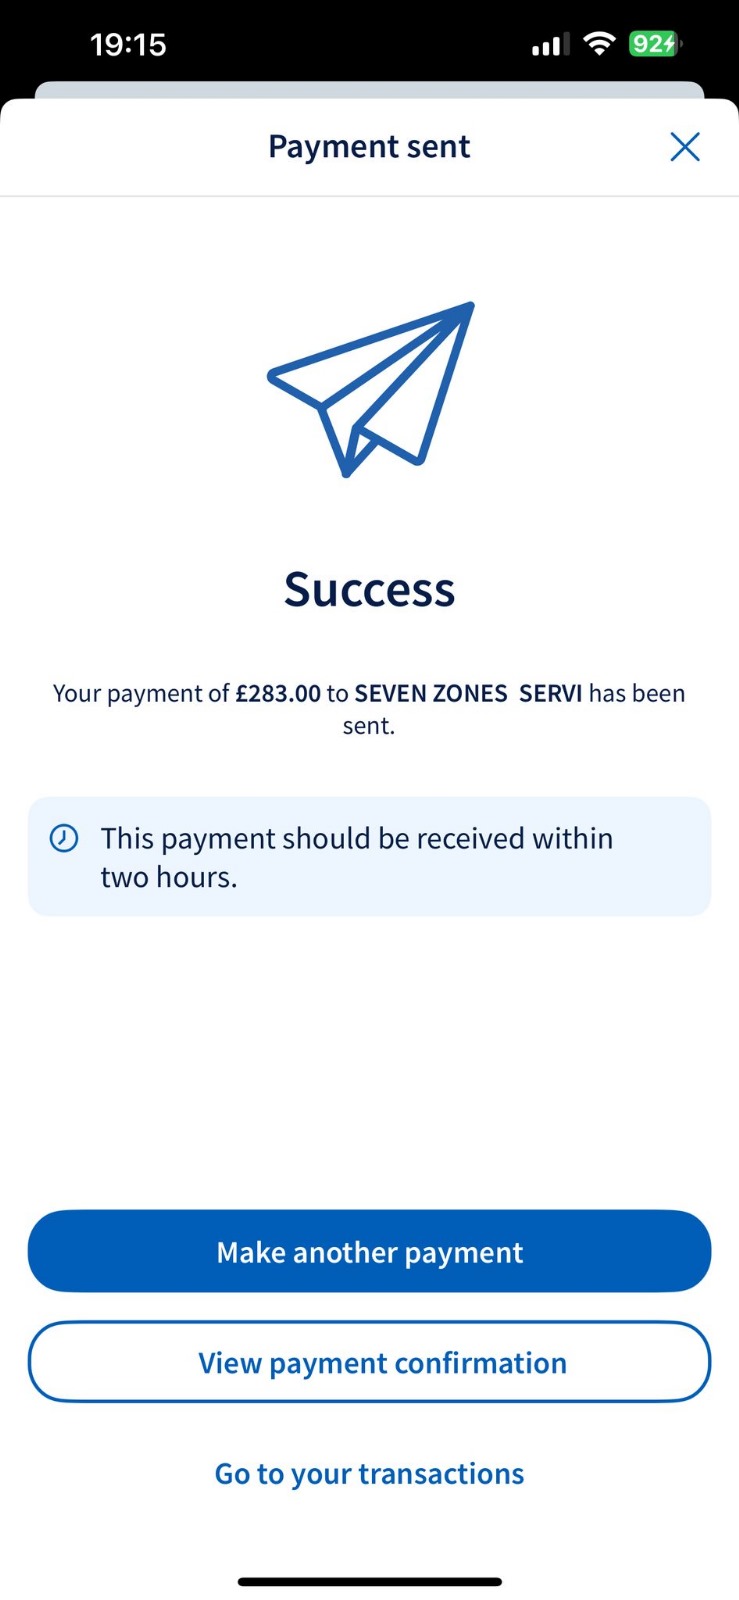 19:15
92
Payment sent
Success
Your payment of £283.00 to SEVEN ZONES  SERVI has been
sent.
This payment should be received within
two hours.
Make another payment
View payment confirmation
Go to your transactions